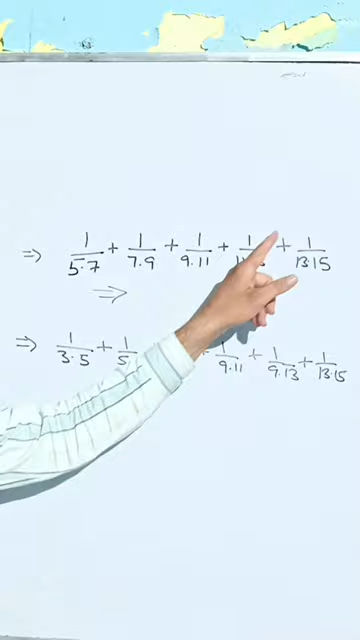 ⇒ 1/5·7 + 1/7·9 + 1/9·11 + 1/11 + 1/13·15
⇒
⇒ 1/3·5 + 1/5 + 1/9·11 + 1/9·13 + 1/13·15